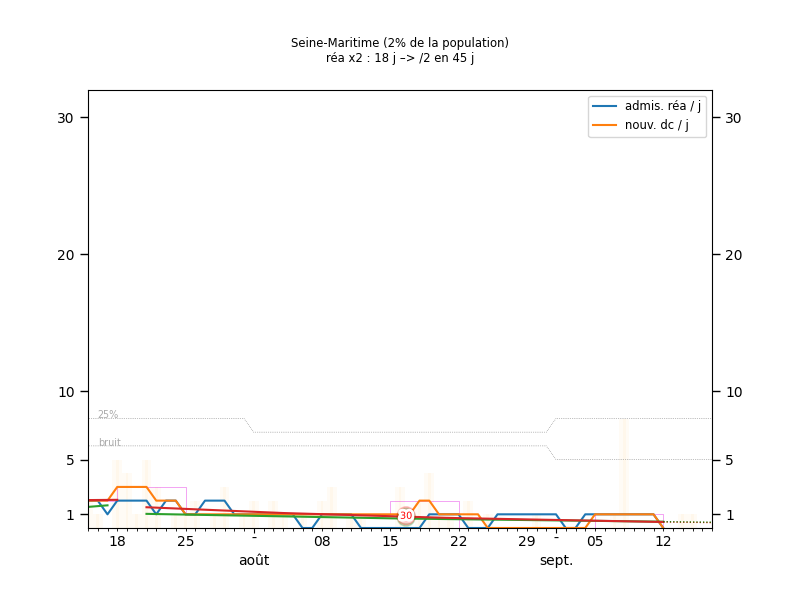 Seine-Maritime (2% de la population)
réa x2 : 18 j –> /2 en 45 j
admis. réa / j
nouv. dc / j
30 30
20 20
10 10
25%
bruit
5 5
30
1 1
18 25 - 08 15 22 29 - 05 12
août sept.